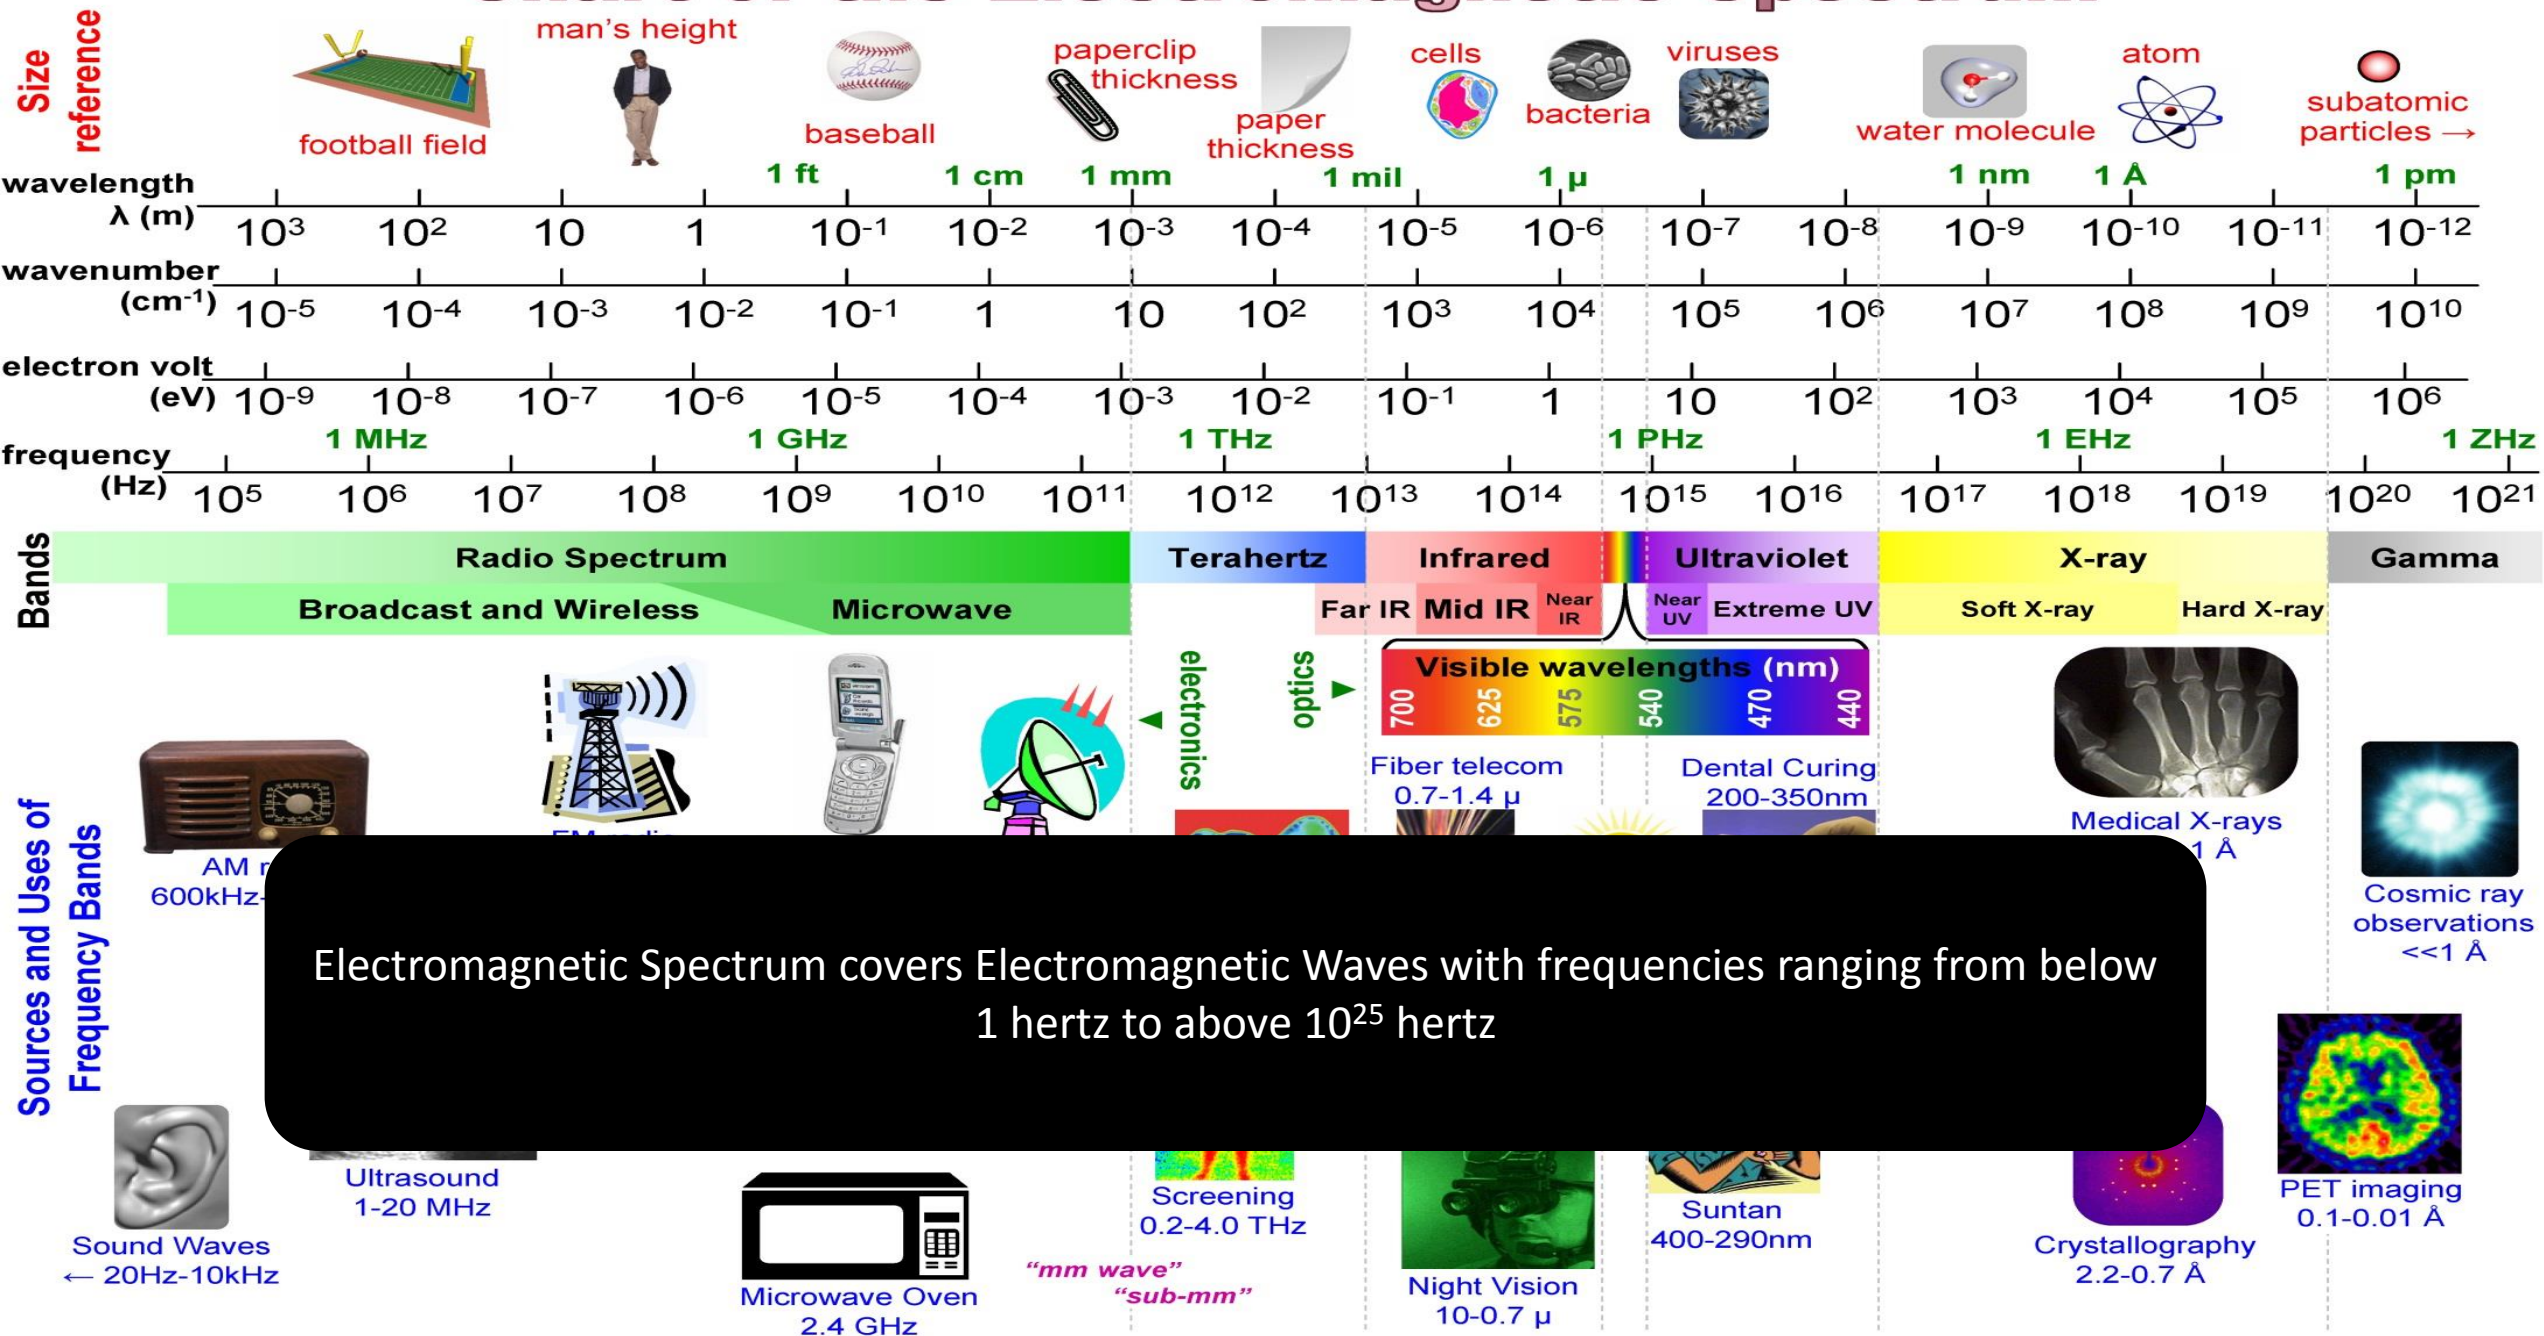 Chart of the Electromagnetic Spectrum
Size
reference
football field
man’s height
baseball
paperclip
thickness
paper
thickness
cells
bacteria
viruses
water molecule
atom
subatomic
particles →
wavelength
λ (m)
1 ft 1 cm 1 mm 1 mil 1 µ 1 nm 1 Å 1 pm
10³ 10² 10 1 10⁻¹ 10⁻² 10⁻³ 10⁻⁴ 10⁻⁵ 10⁻⁶ 10⁻⁷ 10⁻⁸ 10⁻⁹ 10⁻¹⁰ 10⁻¹¹ 10⁻¹²
wavenumber
(cm⁻¹)
10⁻⁵ 10⁻⁴ 10⁻³ 10⁻² 10⁻¹ 1 10 10² 10³ 10⁴ 10⁵ 10⁶ 10⁷ 10⁸ 10⁹ 10¹⁰
electron volt
(eV)
10⁻⁹ 10⁻⁸ 10⁻⁷ 10⁻⁶ 10⁻⁵ 10⁻⁴ 10⁻³ 10⁻² 10⁻¹ 1 10 10² 10³ 10⁴ 10⁵ 10⁶
1 MHz 1 GHz 1 THz 1 PHz 1 EHz 1 ZHz
frequency
(Hz)
10⁵ 10⁶ 10⁷ 10⁸ 10⁹ 10¹⁰ 10¹¹ 10¹² 10¹³ 10¹⁴ 10¹⁵ 10¹⁶ 10¹⁷ 10¹⁸ 10¹⁹ 10²⁰ 10²¹
Bands
Radio Spectrum Terahertz Infrared Ultraviolet X-ray Gamma
Broadcast and Wireless Microwave Far IR Mid IR Near IR Near UV Extreme UV Soft X-ray Hard X-ray
electronics
optics
Visible wavelengths (nm)
700 625 575 540 470 440
Sources and Uses of
Frequency Bands
Fiber telecom
0.7-1.4 µ
Dental Curing
200-350nm
Medical X-rays
1 Å
AM
600kHz-
Cosmic ray
observations
<<1 Å
Electromagnetic Spectrum covers Electromagnetic Waves with frequencies ranging from below
1 hertz to above 10²⁵ hertz
Sound Waves
← 20Hz-10kHz
Ultrasound
1-20 MHz
Microwave Oven
2.4 GHz
“mm wave”
“sub-mm”
Screening
0.2-4.0 THz
Night Vision
10-0.7 µ
Suntan
400-290nm
Crystallography
2.2-0.7 Å
PET imaging
0.1-0.01 Å